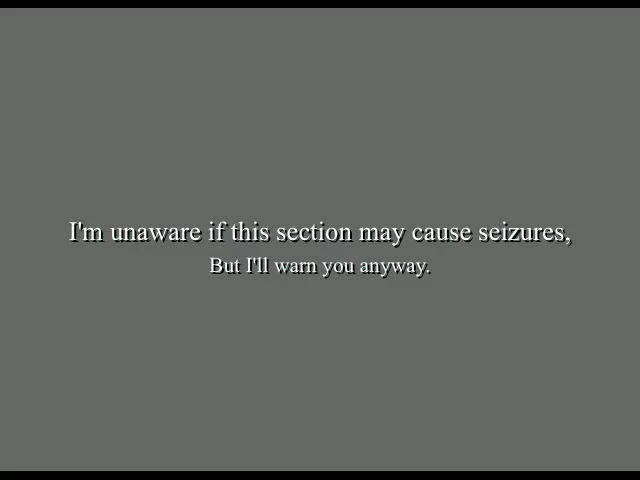 I'm unaware if this section may cause seizures,
But I'll warn you anyway.